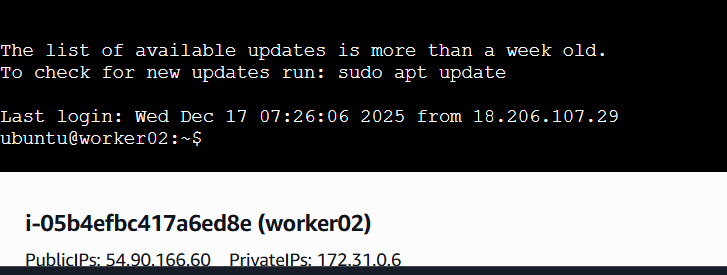 The list of available updates is more than a week old.
To check for new updates run: sudo apt update
Last login: Wed Dec 17 07:26:06 2025 from 18.206.107.29
ubuntu@worker02:~$
i-05b4efbc417a6ed8e (worker02)
PublicIPs: 54.90.166.60 PrivateIPs: 172.31.0.6